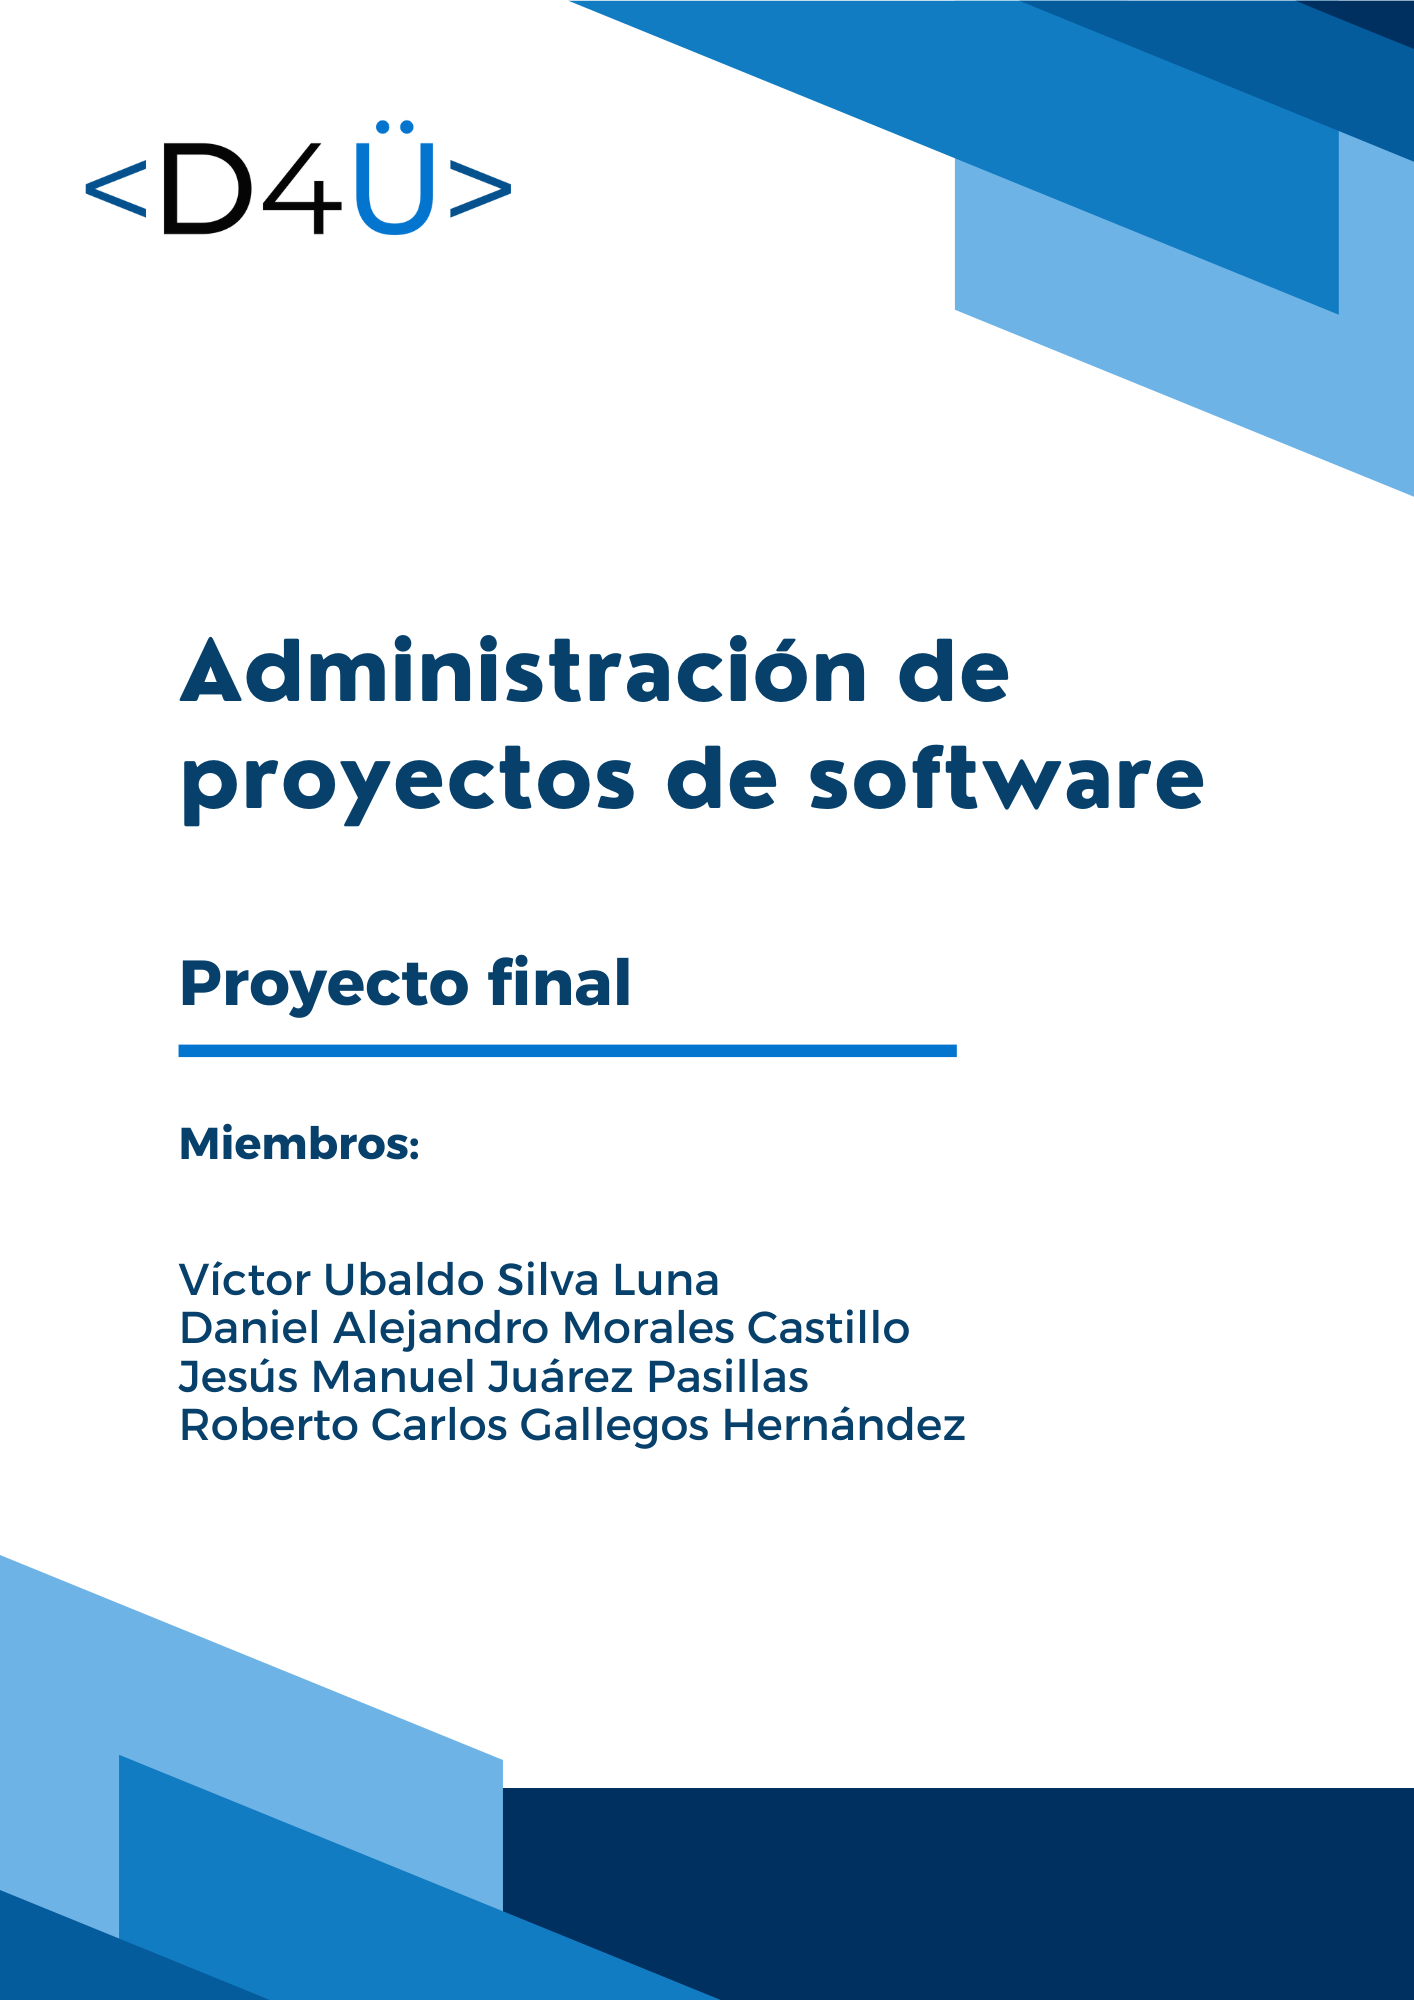 <D4Ü>
Administración de
proyectos de software
Proyecto final
Miembros:
Víctor Ubaldo Silva Luna
Daniel Alejandro Morales Castillo
Jesús Manuel Juárez Pasillas
Roberto Carlos Gallegos Hernández